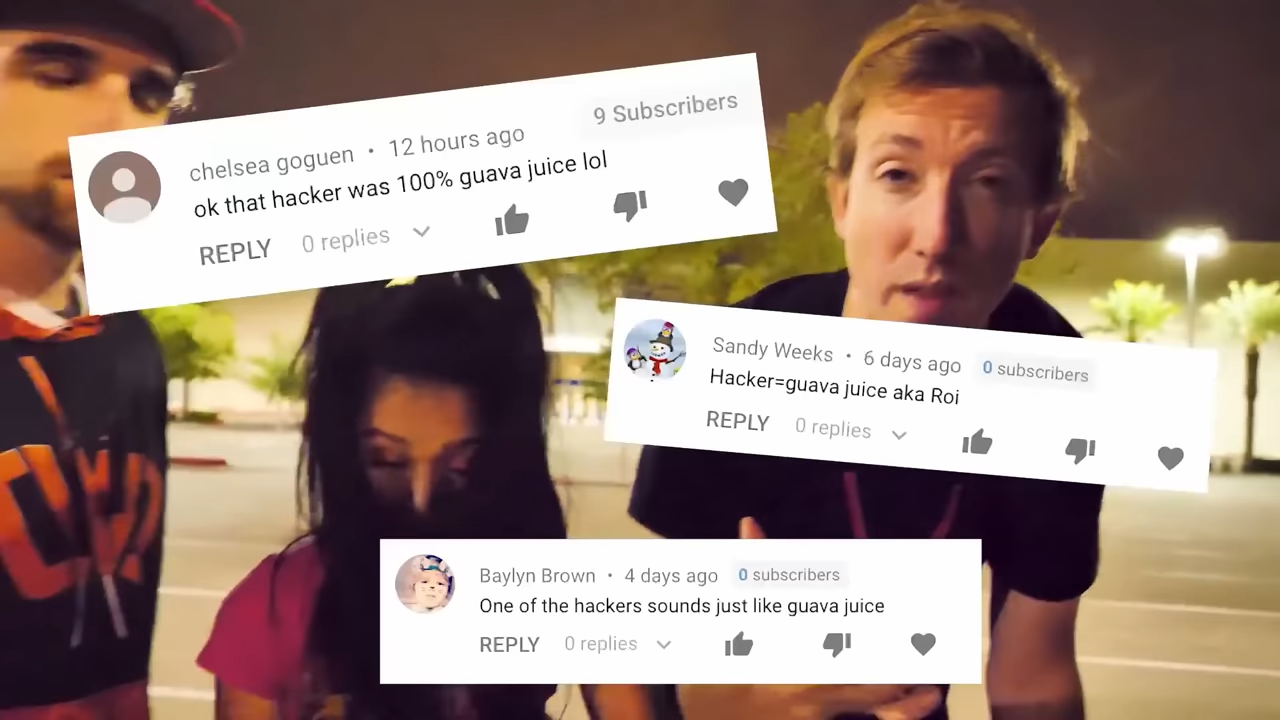 9 Subscribers
chelsea goguen • 12 hours ago
ok that hacker was 100% guava juice lol
REPLY 0 replies
Sandy Weeks • 6 days ago 0 subscribers
Hacker=guava juice aka Roi
REPLY 0 replies
Baylyn Brown • 4 days ago 0 subscribers
One of the hackers sounds just like guava juice
REPLY 0 replies